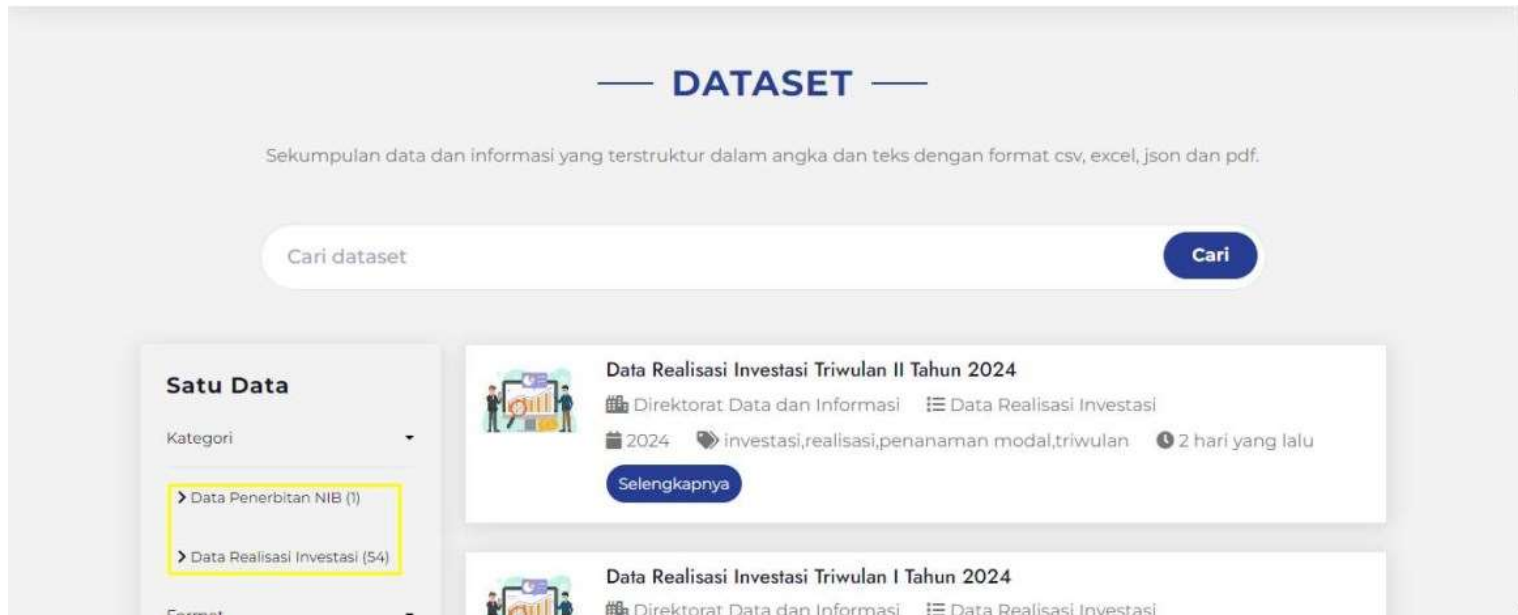 DATASET
Sekumpulan data dan informasi yang terstruktur dalam angka dan teks dengan format csv, excel, json dan pdf.
Cari dataset
Cari
Satu Data
Kategori
Data Penerbitan NIB (1)
Data Realisasi Investasi (54)
Format
Data Realisasi Investasi Triwulan II Tahun 2024
Direktorat Data dan Informasi Data Realisasi Investasi
2024 investasi,realisasi,penanaman modal,triwulan 2 hari yang lalu
Selengkapnya
Data Realisasi Investasi Triwulan I Tahun 2024
Direktorat Data dan Informasi Data Realisasi Investasi